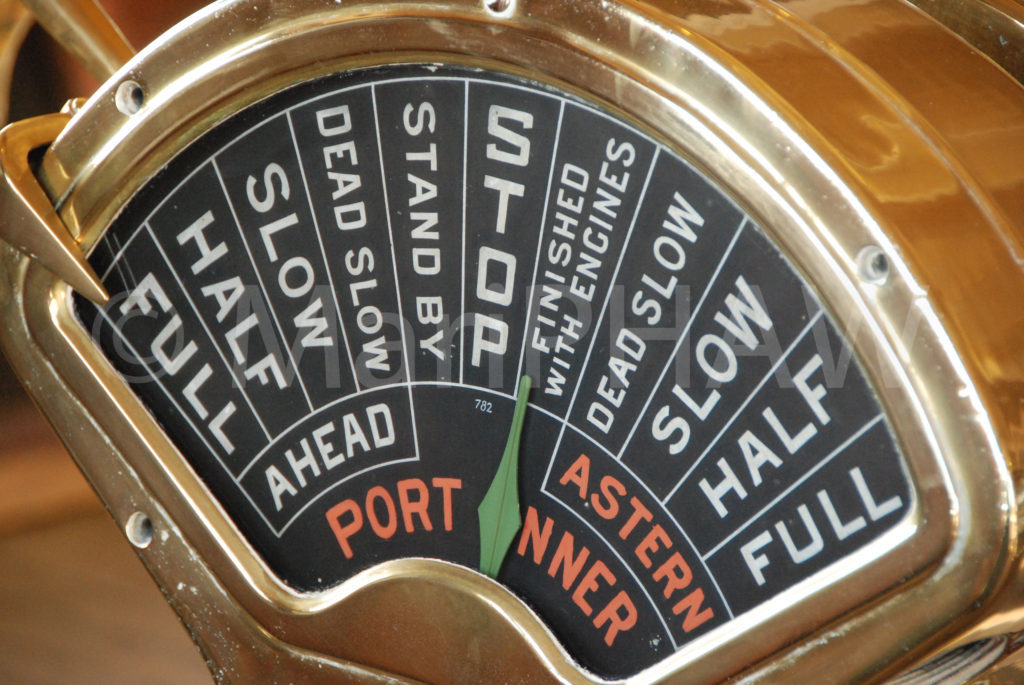 FULL
HALF
SLOW
DEAD SLOW
STAND BY
STOP
FINISHED
WITH ENGINES
DEAD SLOW
SLOW
HALF
FULL
AHEAD
782
ASTERN
PORT
NNER
© MariPHAW